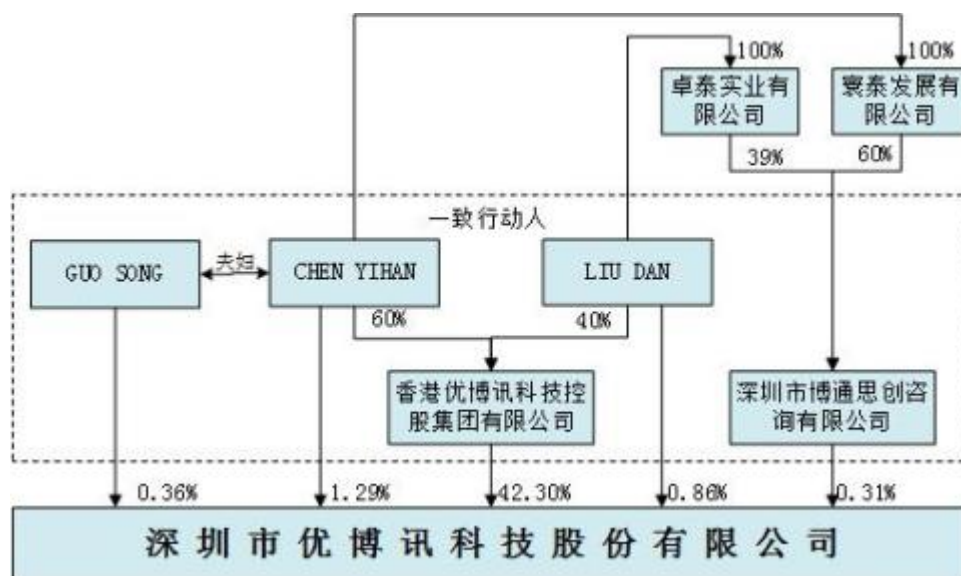 100%
100%
卓泰实业有
限公司
寰泰发展有
限公司
39%
60%
一致行动人
GUO SONG
夫妇
CHEN YIHAN
LIU DAN
60%
40%
香港优博讯科技控
股集团有限公司
深圳市博通思创咨
询有限公司
0.36%
1.29%
42.30%
0.86%
0.31%
深圳市优博讯科技股份有限公司